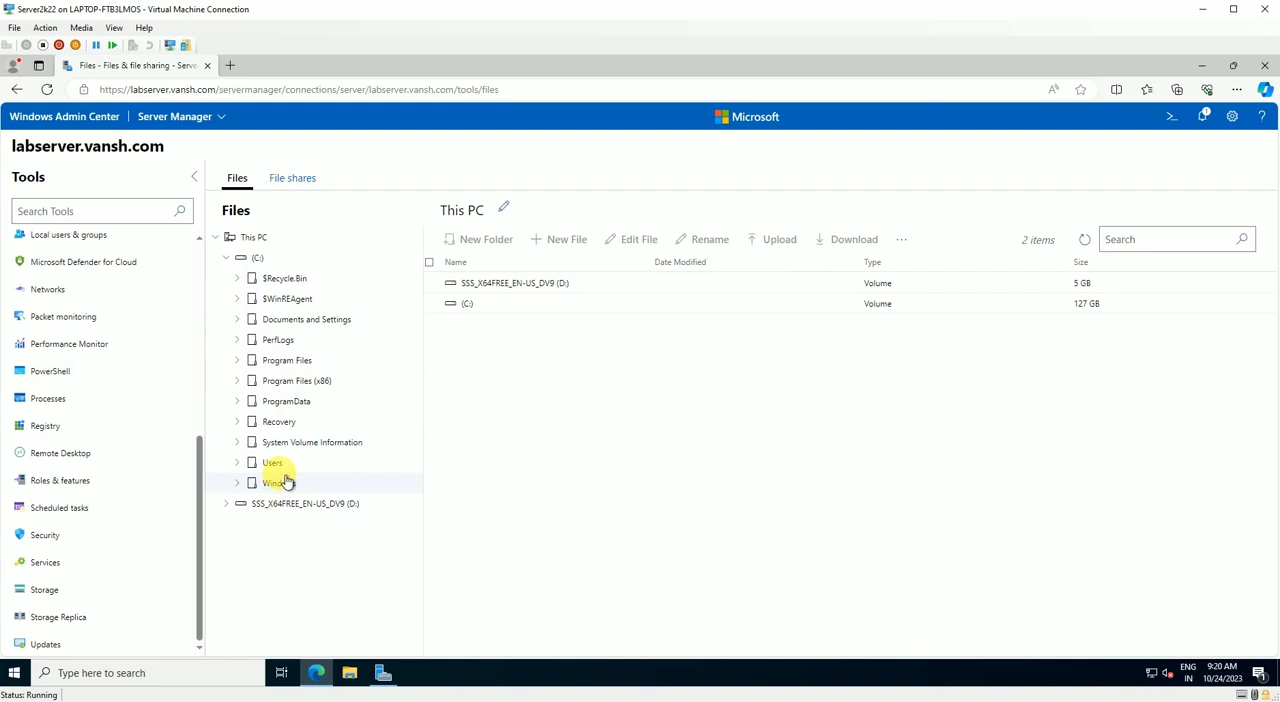 Server2k22 on LAPTOP-FTB3LMOS - Virtual Machine Connection
File Action Media View Help
Files - Files & file sharing - Serve
https://labserver.vansh.com/servermanager/connections/server/labserver.vansh.com/tools/files
Windows Admin Center | Server Manager
Microsoft
labserver.vansh.com
Tools
Search Tools
Local users & groups
Microsoft Defender for Cloud
Networks
Packet monitoring
Performance Monitor
PowerShell
Processes
Registry
Remote Desktop
Roles & features
Scheduled tasks
Security
Services
Storage
Storage Replica
Updates
Files File shares
Files
This PC
(C:)
$Recycle.Bin
$WinREAgent
Documents and Settings
PerfLogs
Program Files
Program Files (x86)
ProgramData
Recovery
System Volume Information
Users
Windows
SSS_X64FREE_EN-US_DV9 (D:)
This PC
New Folder New File Edit File Rename Upload Download ... 2 items Search
Name Date Modified Type Size
SSS_X64FREE_EN-US_DV9 (D:) Volume 5 GB
(C:) Volume 127 GB
Type here to search
ENG
IN
9:20 AM
10/24/2023
1
Status: Running